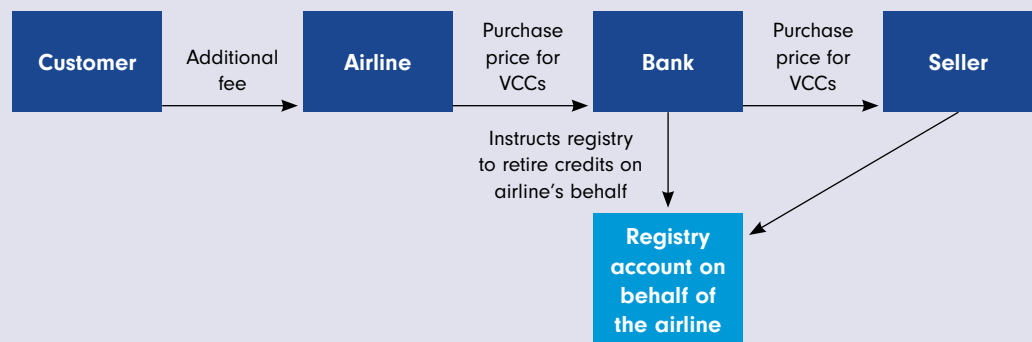 Customer
Additional
fee
Airline
Purchase
price for
VCCs
Bank
Purchase
price for
VCCs
Seller
Instructs registry
to retire credits on
airline's behalf
Registry
account on
behalf of
the airline